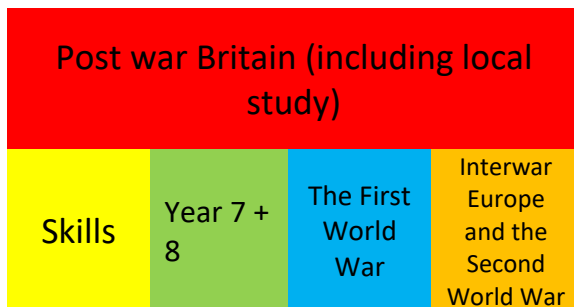 Post war Britain (including local
study)
Skills
Year 7 +
8
The First
World
War
Interwar
Europe
and the
Second
World War